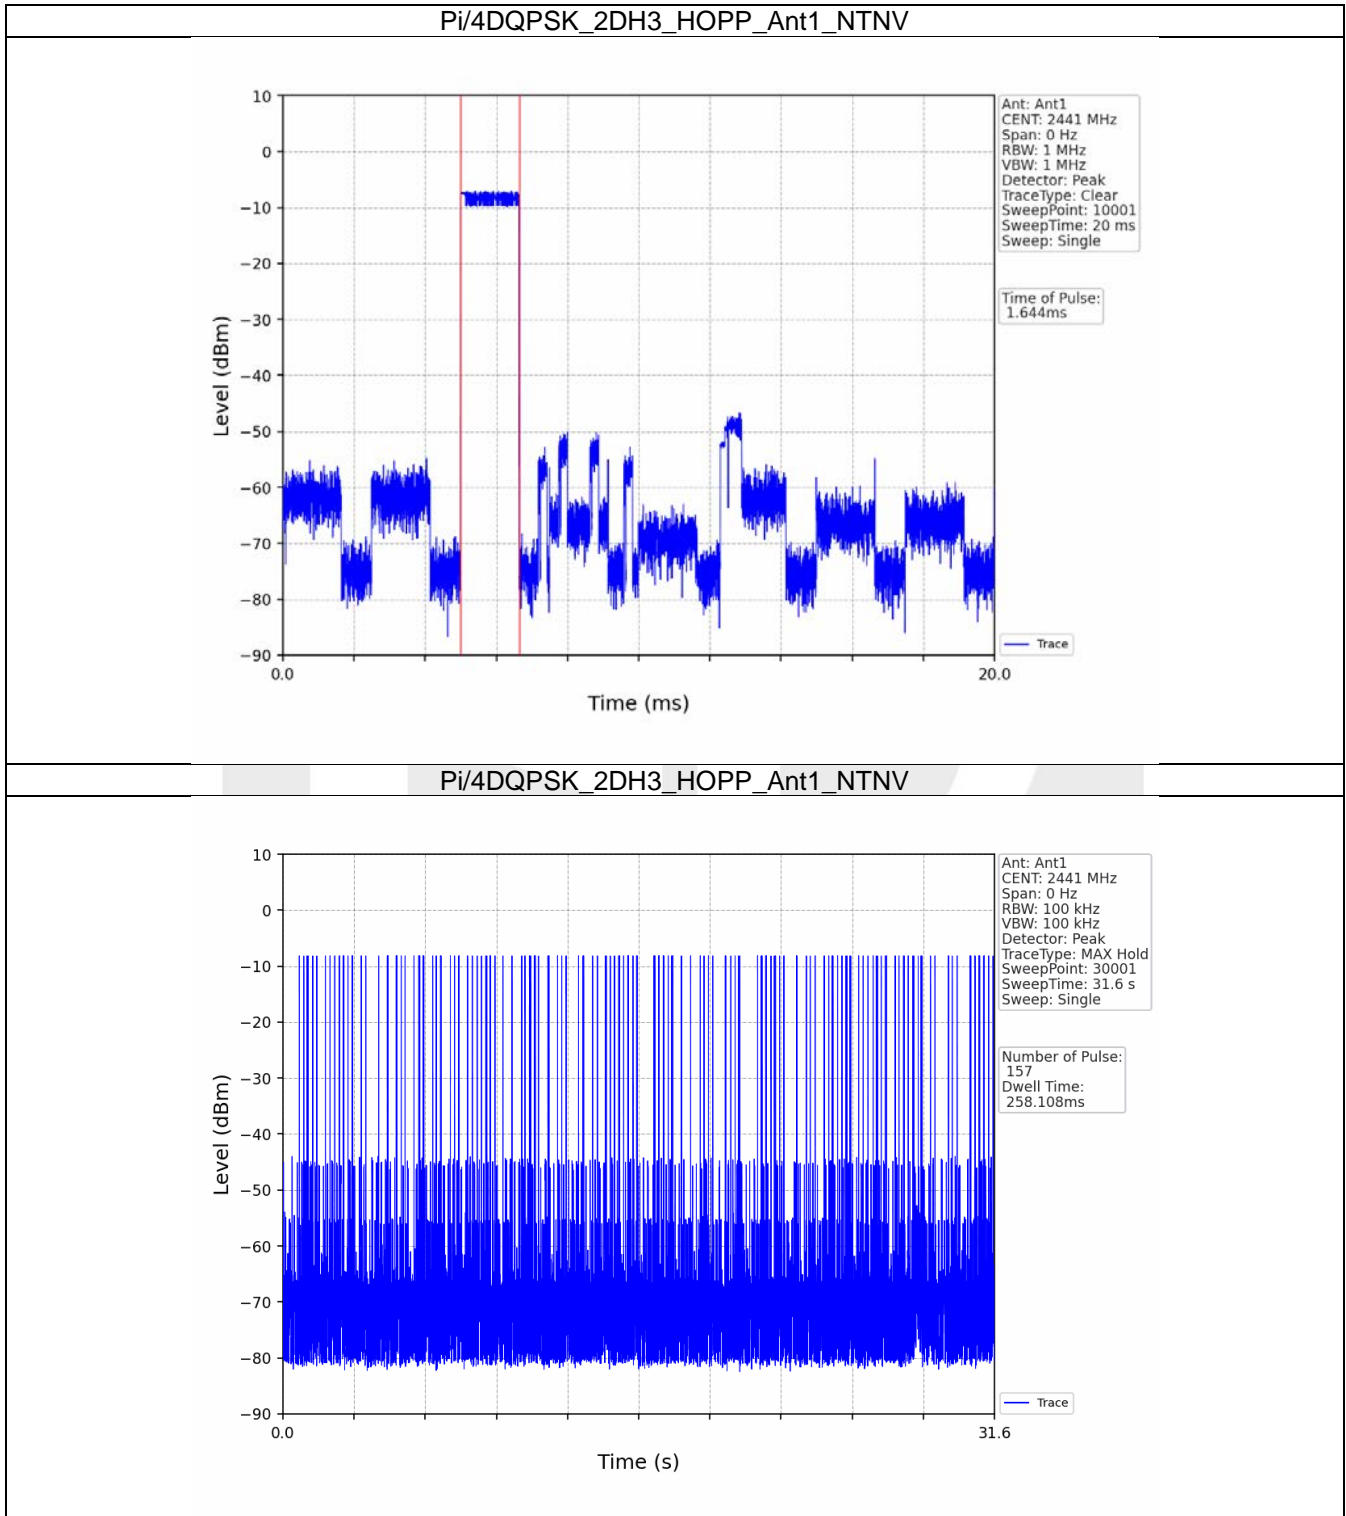 Pi/4DQPSK_2DH3_HOPP_Ant1_NTNV
10
0
−10
−20
−30
−40
−50
−60
−70
−80
−90
Level (dBm)
0.0
20.0
Time (ms)
Ant: Ant1
CENT: 2441 MHz
Span: 0 Hz
RBW: 1 MHz
VBW: 1 MHz
Detector: Peak
TraceType: Clear
SweepPoint: 10001
SweepTime: 20 ms
Sweep: Single
Time of Pulse:
1.644ms
Trace
Pi/4DQPSK_2DH3_HOPP_Ant1_NTNV
10
0
−10
−20
−30
−40
−50
−60
−70
−80
−90
Level (dBm)
0.0
31.6
Time (s)
Ant: Ant1
CENT: 2441 MHz
Span: 0 Hz
RBW: 100 kHz
VBW: 100 kHz
Detector: Peak
TraceType: MAX Hold
SweepPoint: 30001
SweepTime: 31.6 s
Sweep: Single
Number of Pulse:
157
Dwell Time:
258.108ms
Trace